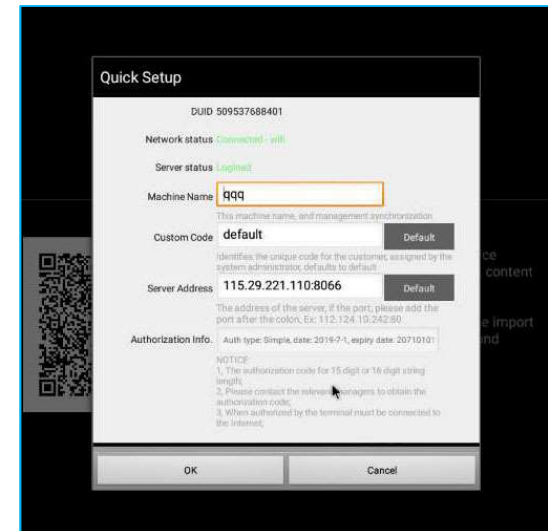 Quick Setup
DUID 509537688401
Network status Connected - wifi
Server status Logined
Machine Name qqq
This machine name, and management synchronization
Custom Code default Default
Identifies the unique code for the customer, assigned by the
system administrator, defaults to default
Server Address 115.29.221.110:8066 Default
The address of the server, if the port, please add the
port after the colon, Ex: 112.124.10.242:80
Authorization Info. Auth type: Simple, date: 2019-7-1, expiry date: 20710101
NOTICE:
1, The authorization code for 15 digit or 16 digit string
length;
2, Please contact the relevant managers to obtain the
authorization code;
3, When authorized by the terminal must be connected to
the Internet;
OK Cancel
ce
content
e import
nd